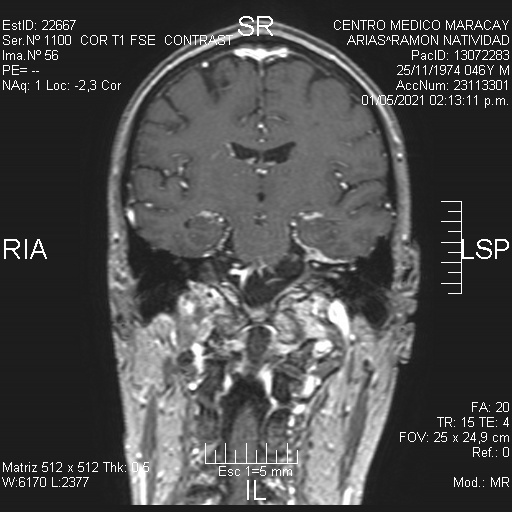 EstID: 22667
Ser.Nº 1100 COR T1 FSE CONTRAST
Ima.Nº 56
PE= --
NAq: 1 Loc: -2,3 Cor
SR
CENTRO MEDICO MARACAY
ARIAS^RAMON NATIVIDAD
PacID: 13072283
25/11/1974 046Y M
AccNum: 23113301
01/05/2021 02:13:11 p.m.
RIA
LSP
FA: 20
TR: 15 TE: 4
FOV: 25 x 24,9 cm
Ref.: 0
Matriz 512 x 512 Thk: 0,5
W:6170 L:2377
Esc 1=5 mm
IL
Mod.: MR